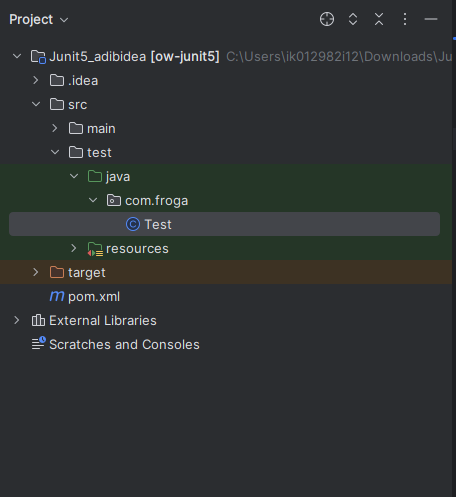 Project
Junit5_adibidea [ow-junit5] C:\Users\ik012982i12\Downloads\Ju
.idea
src
main
test
java
com.froga
Test
resources
target
pom.xml
External Libraries
Scratches and Consoles